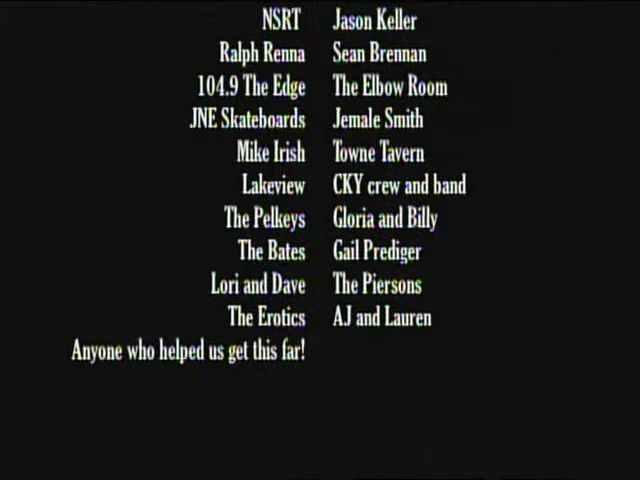 NSRT Jason Keller
Ralph Renna Sean Brennan
104.9 The Edge The Elbow Room
JNE Skateboards Jemale Smith
Mike Irish Towne Tavern
Lakeview CKY crew and band
The Pelkeys Gloria and Billy
The Bates Gail Prediger
Lori and Dave The Piersons
The Erotics AJ and Lauren
Anyone who helped us get this far!